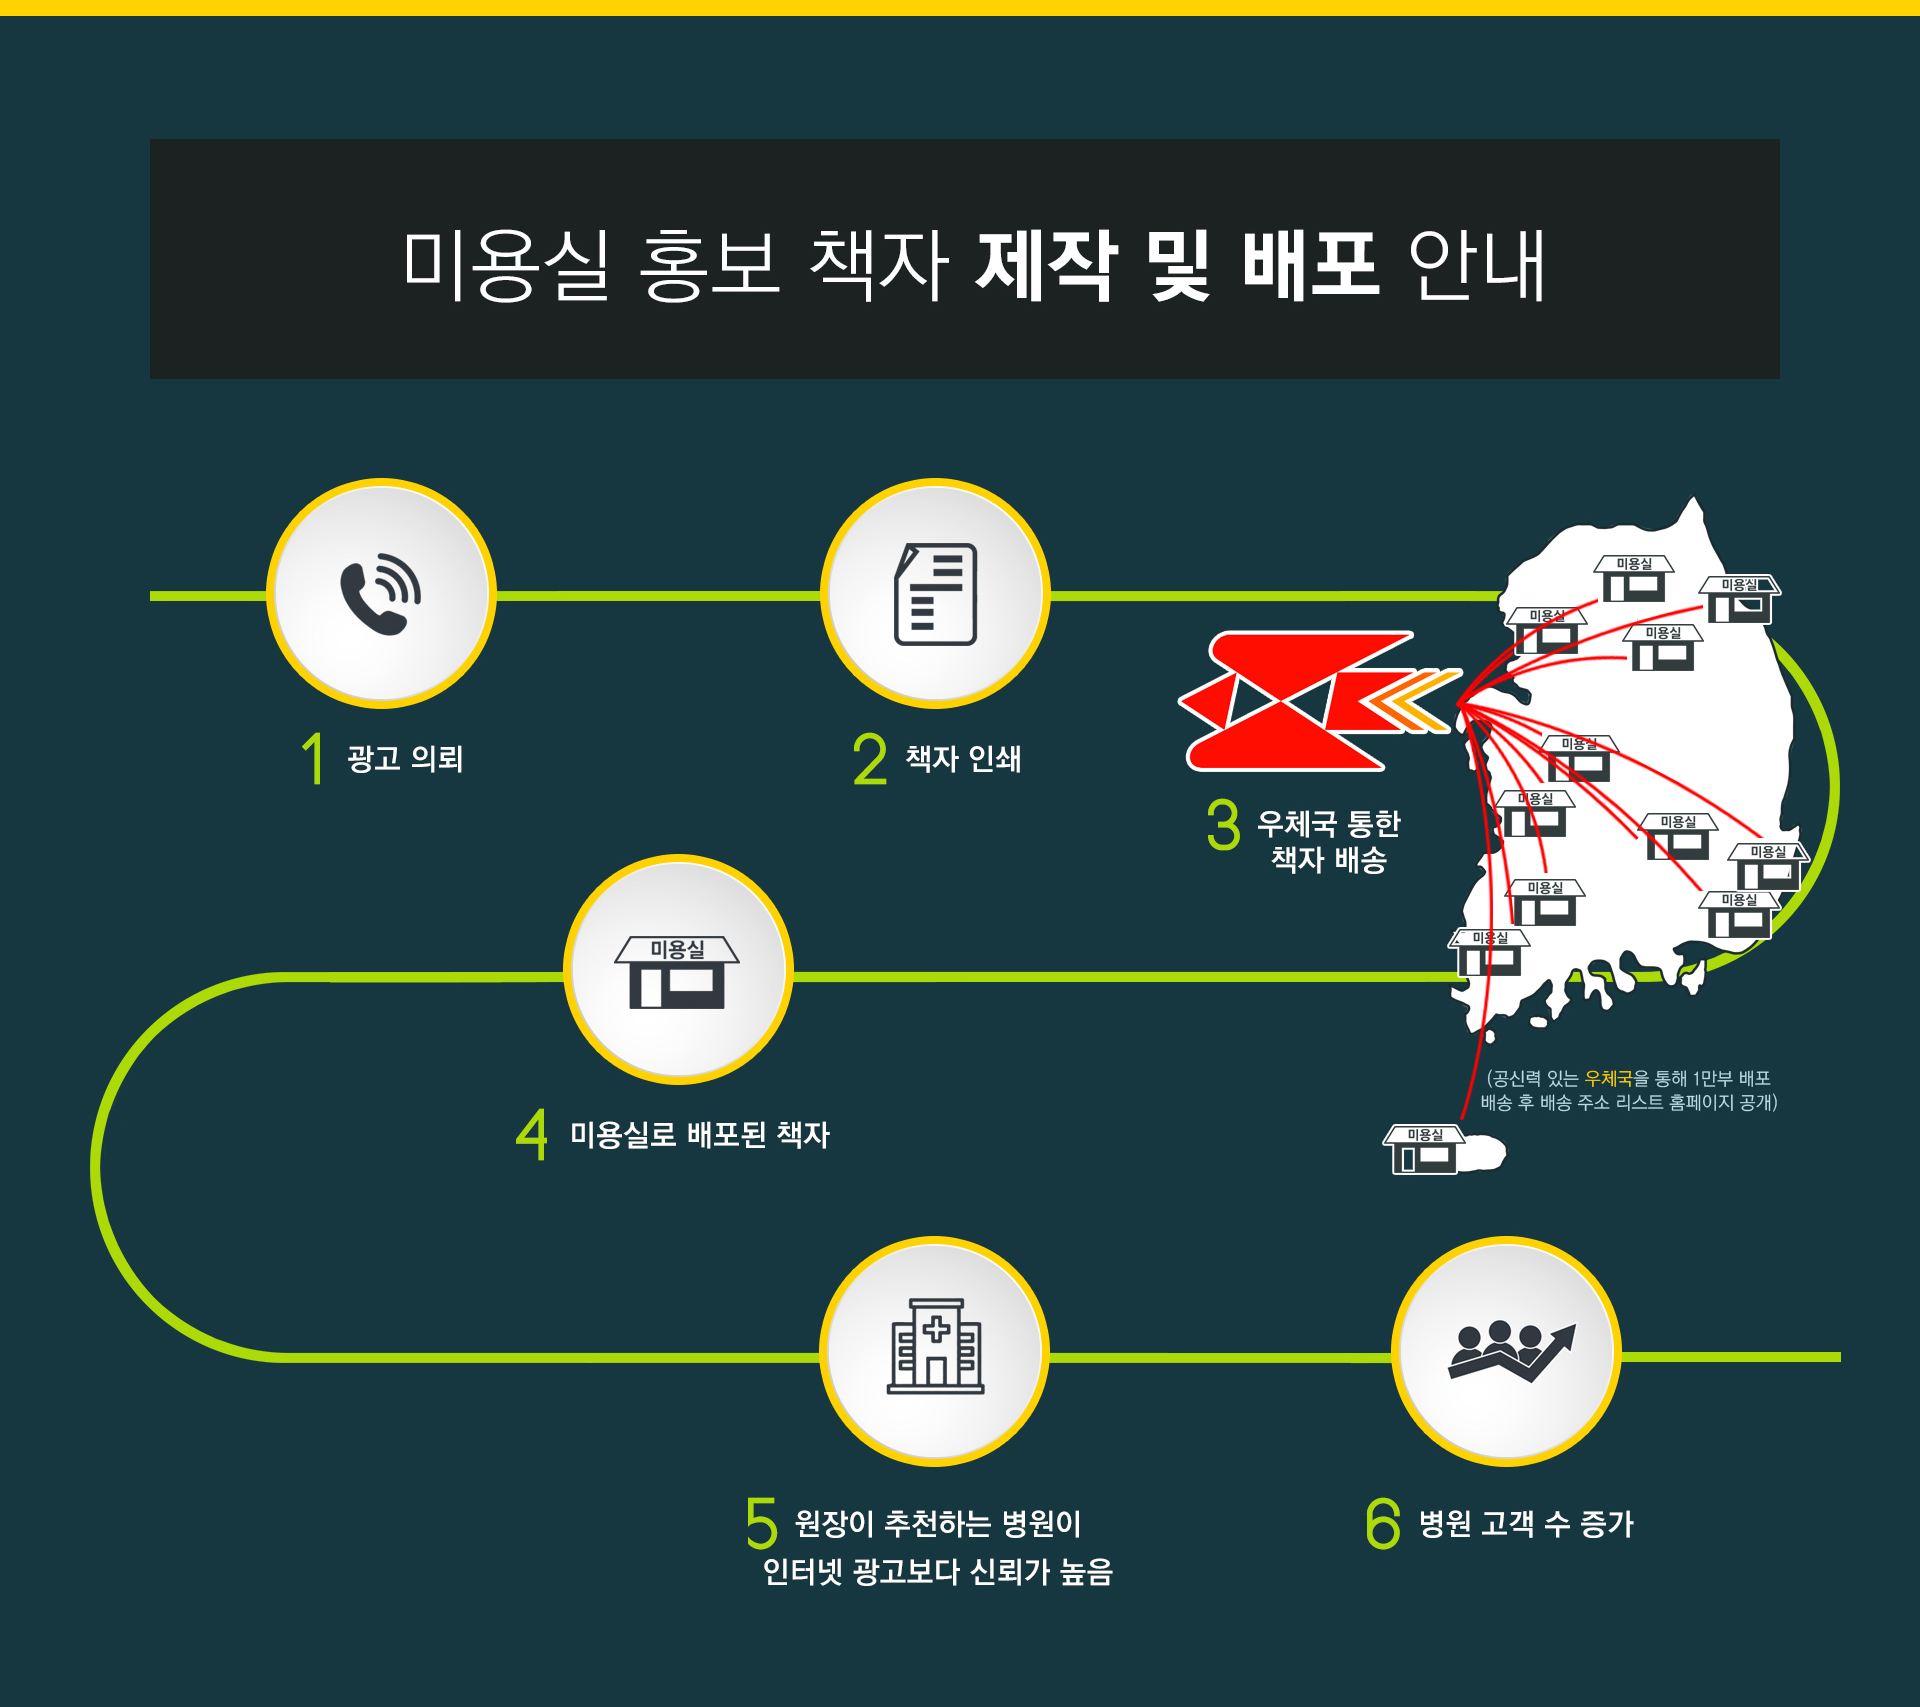 미용실 홍보 책자 제작 및 배포 안내
1 광고 의뢰
2 책자 인쇄
3 우체국 통한
책자 배송
미용실
미용실
미용실
미용실
미용실
미용실
미용실
미용실
미용실
미용실
미용실
(공신력 있는 우체국을 통해 1만부 배포
배송 후 배송 주소 리스트 홈페이지 공개)
미용실
미용실
4 미용실로 배포된 책자
5 원장이 추천하는 병원이
인터넷 광고보다 신뢰가 높음
6 병원 고객 수 증가